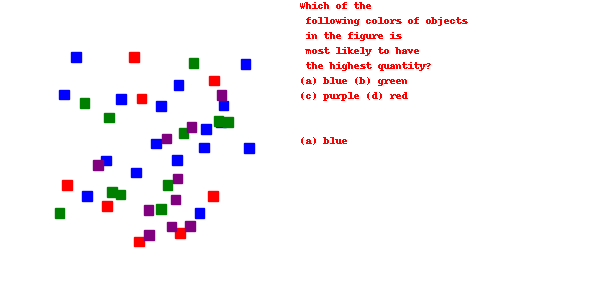 which of the
following colors of objects
in the figure is
most likely to have
the highest quantity?
(a) blue (b) green
(c) purple (d) red
(a) blue